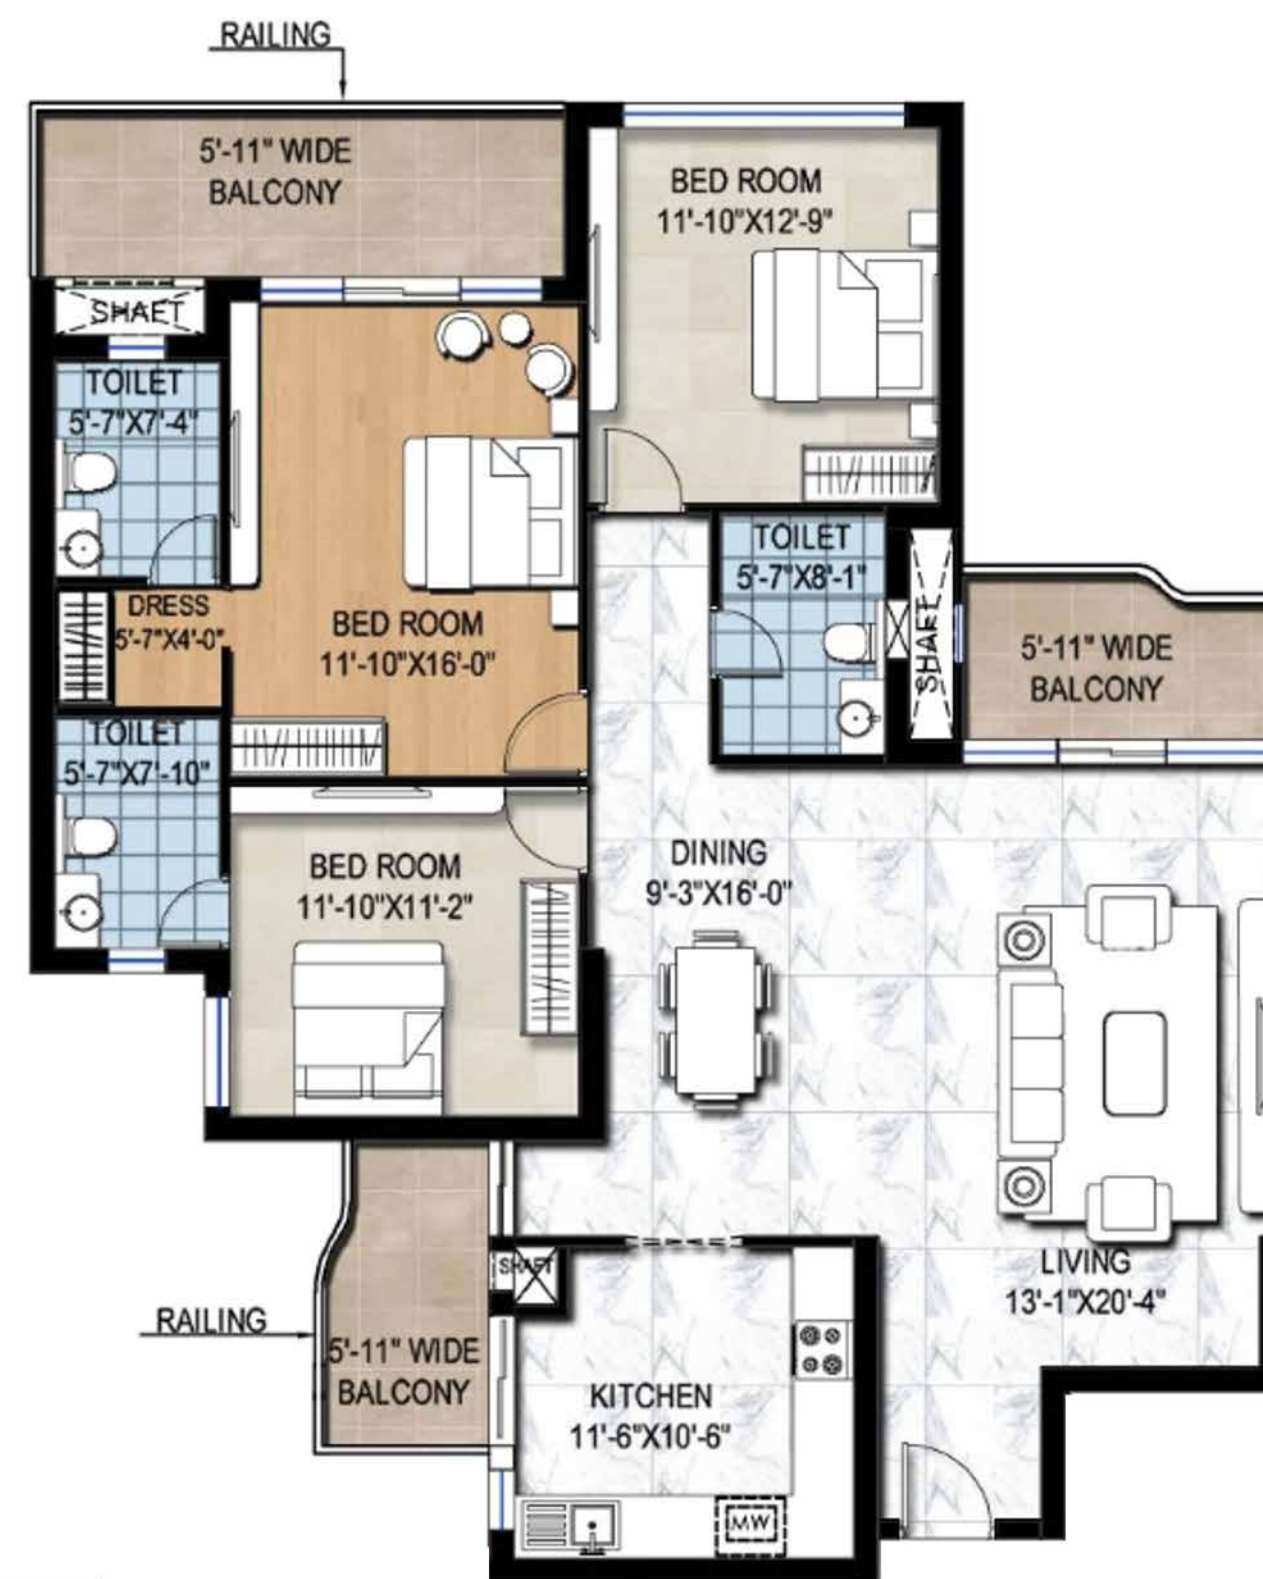 RAILING
5'-11" WIDE
BALCONY
BED ROOM
11'-10"X12'-9"
SHAFT
TOILET
5'-7"X7'-4"
TOILET
5'-7"X8'-1"
DRESS
5'-7"X4'-0"
BED ROOM
11'-10"X16'-0"
SHAFT
5'-11" WIDE
BALCONY
TOILET
5'-7"X7'-10"
BED ROOM
11'-10"X11'-2"
DINING
9'-3"X16'-0"
SHAFT
LIVING
13'-1"X20'-4"
RAILING
5'-11" WIDE
BALCONY
KITCHEN
11'-6"X10'-6"
MW